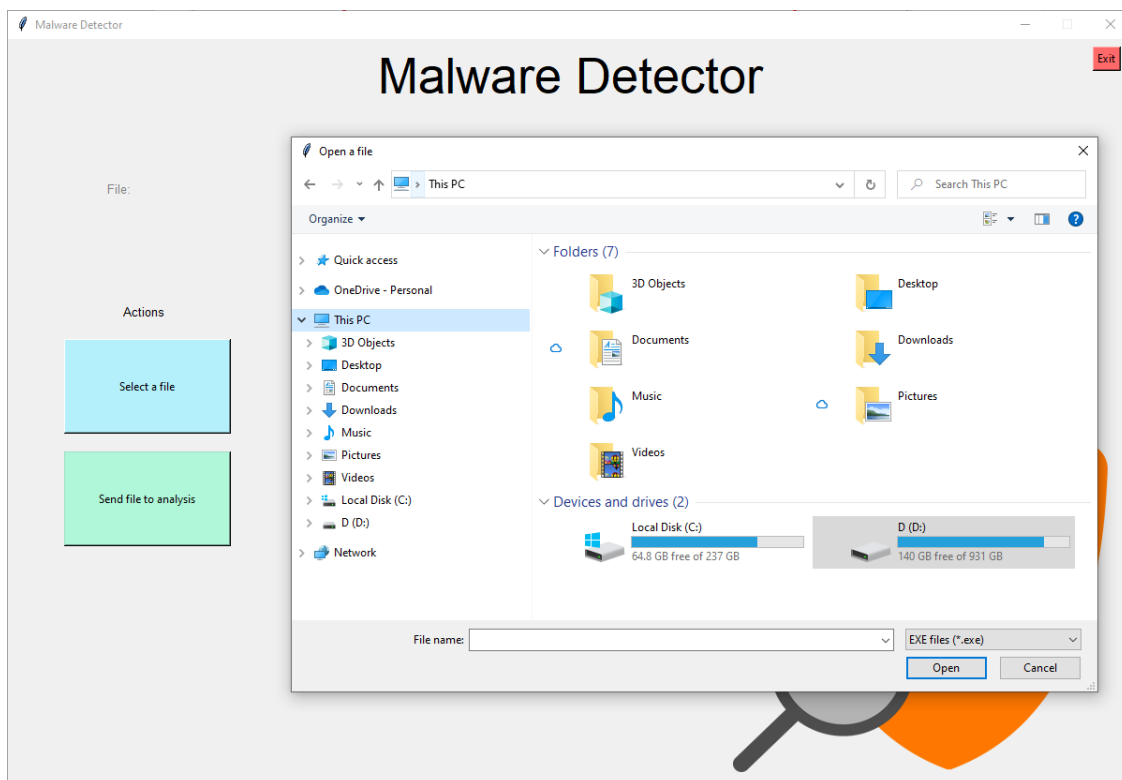 Malware Detector
Exit
Malware Detector
File:
Actions
Select a file
Send file to analysis
Open a file
This PC
Search This PC
Organize
Quick access
OneDrive - Personal
This PC
3D Objects
Desktop
Documents
Downloads
Music
Pictures
Videos
Local Disk (C:)
D (D:)
Network
Folders (7)
3D Objects
Desktop
Documents
Downloads
Music
Pictures
Videos
Devices and drives (2)
Local Disk (C:)
64.8 GB free of 237 GB
D (D:)
140 GB free of 931 GB
File name:
EXE files (*.exe)
Open
Cancel